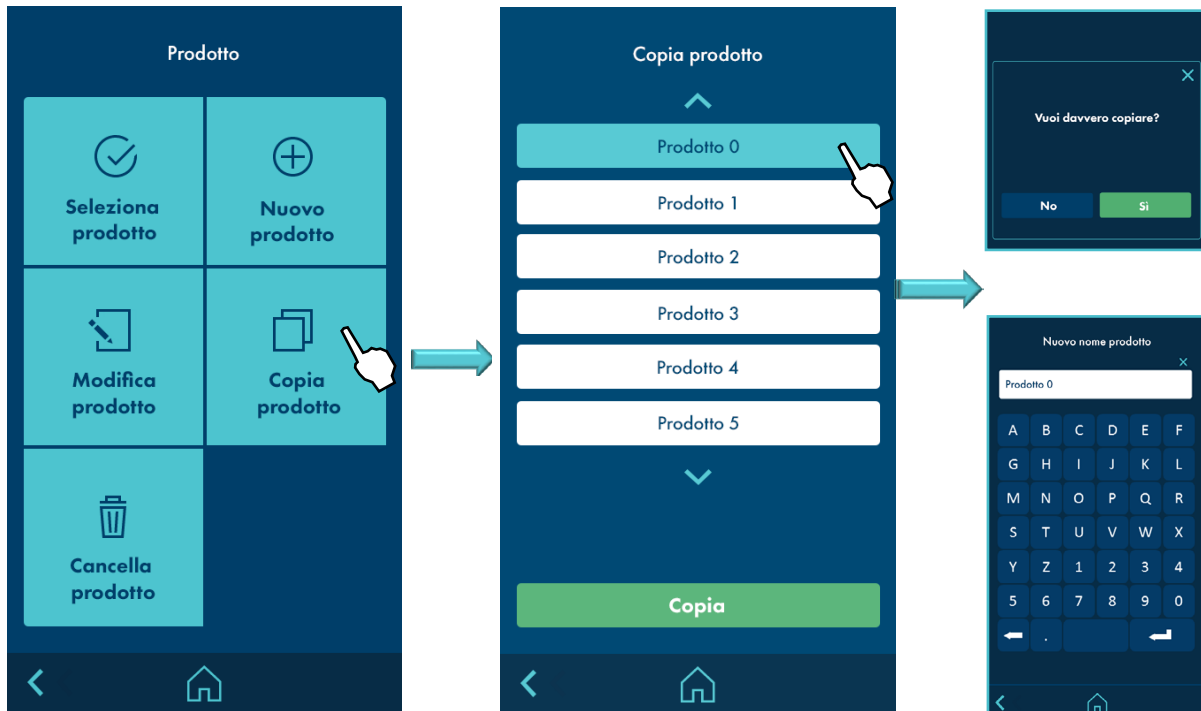 Prodotto
Seleziona
prodotto
Nuovo
prodotto
Modifica
prodotto
Copia
prodotto
Cancella
prodotto
Copia prodotto
Prodotto 0
Prodotto 1
Prodotto 2
Prodotto 3
Prodotto 4
Prodotto 5
Copia
Vuoi davvero copiare?
No
Sì
Nuovo nome prodotto
Prodotto 0
A B C D E F
G H I J K L
M N O P Q R
S T U V W X
Y Z 1 2 3 4
5 6 7 8 9 0
.